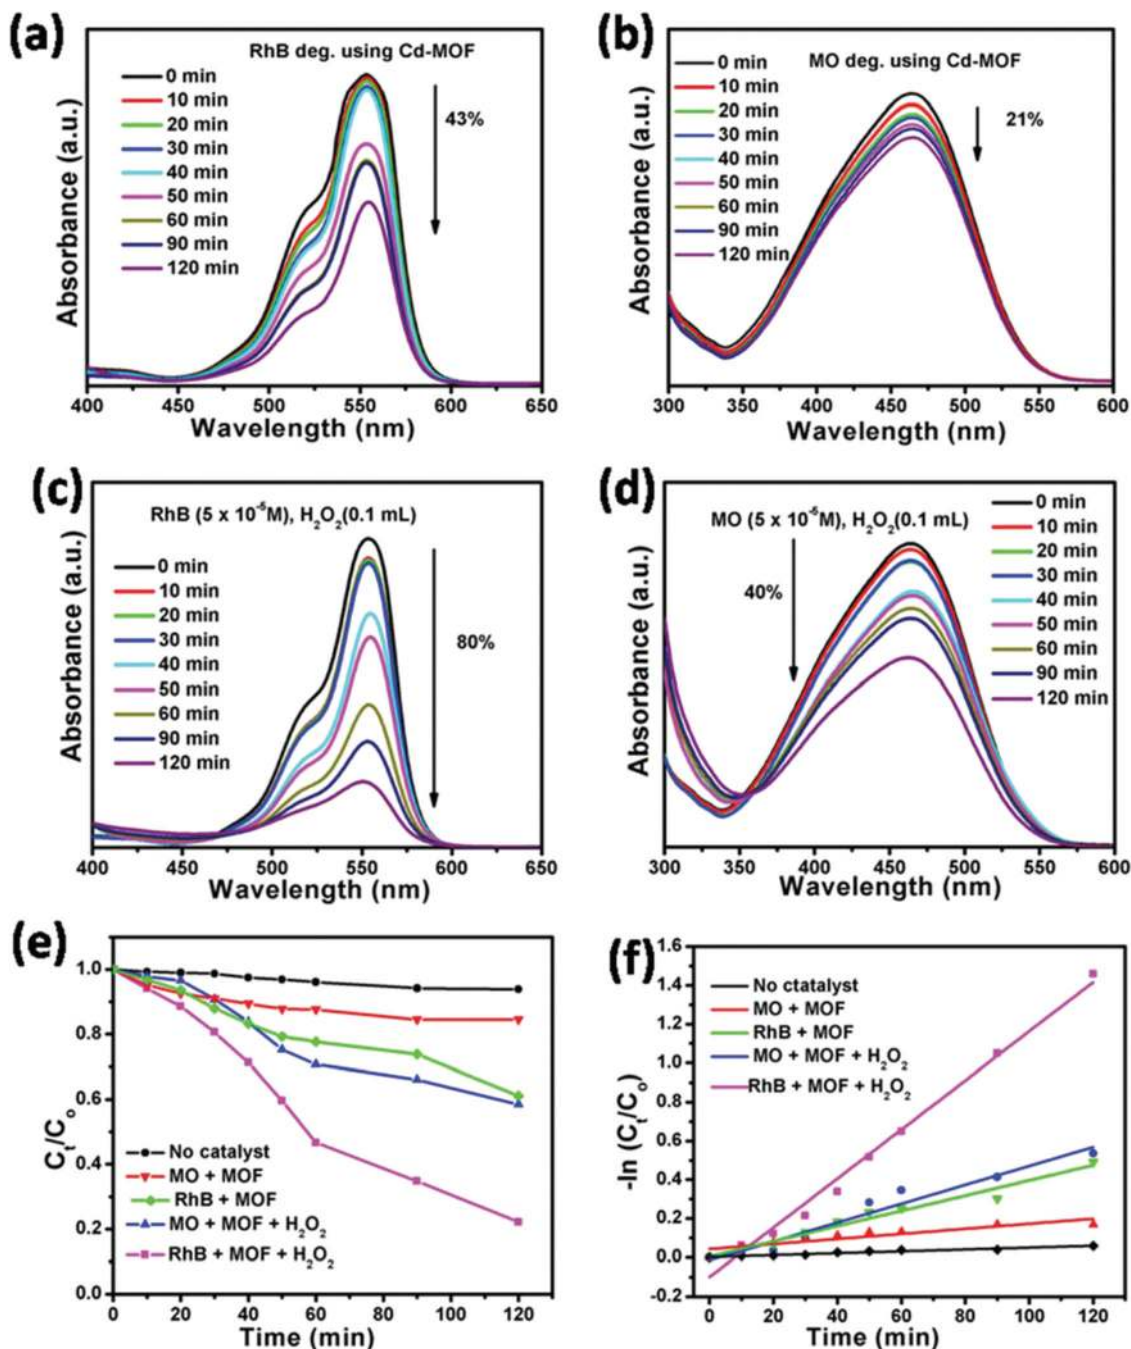 (a)
RhB deg. using Cd-MOF
0 min
10 min
20 min
30 min
40 min
50 min
60 min
90 min
120 min
43%
Absorbance (a.u.)
400 450 500 550 600 650
Wavelength (nm)
(b)
0 min
MO deg. using Cd-MOF
10 min
20 min
30 min
40 min
50 min
60 min
90 min
120 min
21%
Absorbance (a.u.)
300 350 400 450 500 550 600
Wavelength (nm)
(c)
RhB (5 x 10⁻⁵M), H₂O₂(0.1 mL)
0 min
10 min
20 min
30 min
40 min
50 min
60 min
90 min
120 min
80%
Absorbance (a.u.)
400 450 500 550 600 650
Wavelength (nm)
(d)
MO (5 x 10⁻⁵M), H₂O₂(0.1 mL)
0 min
10 min
20 min
30 min
40 min
50 min
60 min
90 min
120 min
40%
Absorbance (a.u.)
300 350 400 450 500 550 600
Wavelength (nm)
(e)
1.0
0.8
0.6
0.4
0.2
0.0
Cₜ/Cₒ
No catalyst
MO + MOF
RhB + MOF
MO + MOF + H₂O₂
RhB + MOF + H₂O₂
0 20 40 60 80 100 120
Time (min)
(f)
1.6
1.4
1.2
1.0
0.8
0.6
0.4
0.2
0.0
-0.2
-ln (Cₜ/Cₒ)
No ctatalyst
MO + MOF
RhB + MOF
MO + MOF + H₂O₂
RhB + MOF + H₂O₂
0 20 40 60 80 100 120
Time (min)